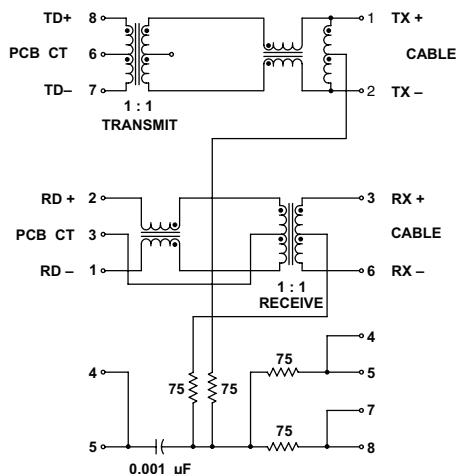 TD+ 8 1 TX +
PCB CT 6 CABLE
TD– 7 2 TX –
1 : 1
TRANSMIT
RD + 2 3 RX +
PCB CT 3 CABLE
RD – 1 6 RX –
1 : 1
RECEIVE
4
4 75 75 75 5
7
75
5 8
0.001 µF